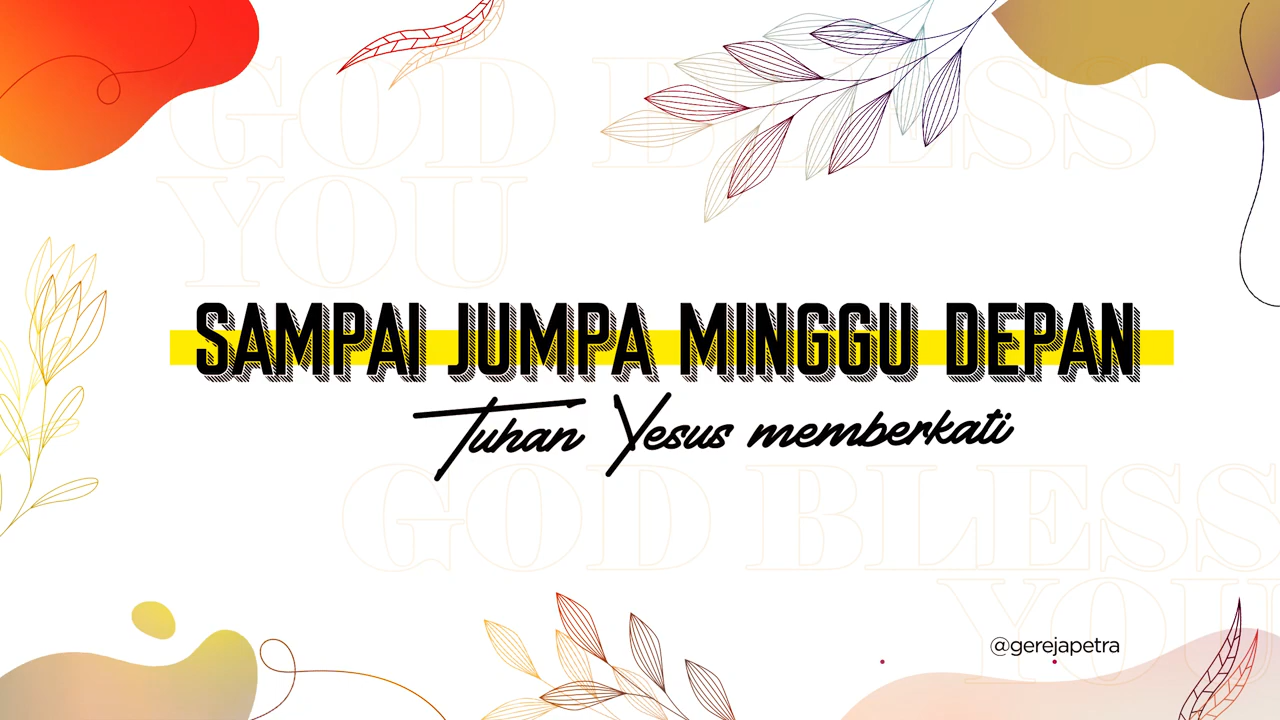 GOD BLESS
YOU
SAMPAI JUMPA MINGGU DEPAN
Tuhan Yesus memberkati
GOD BLESS
YOU
@gerejapetra